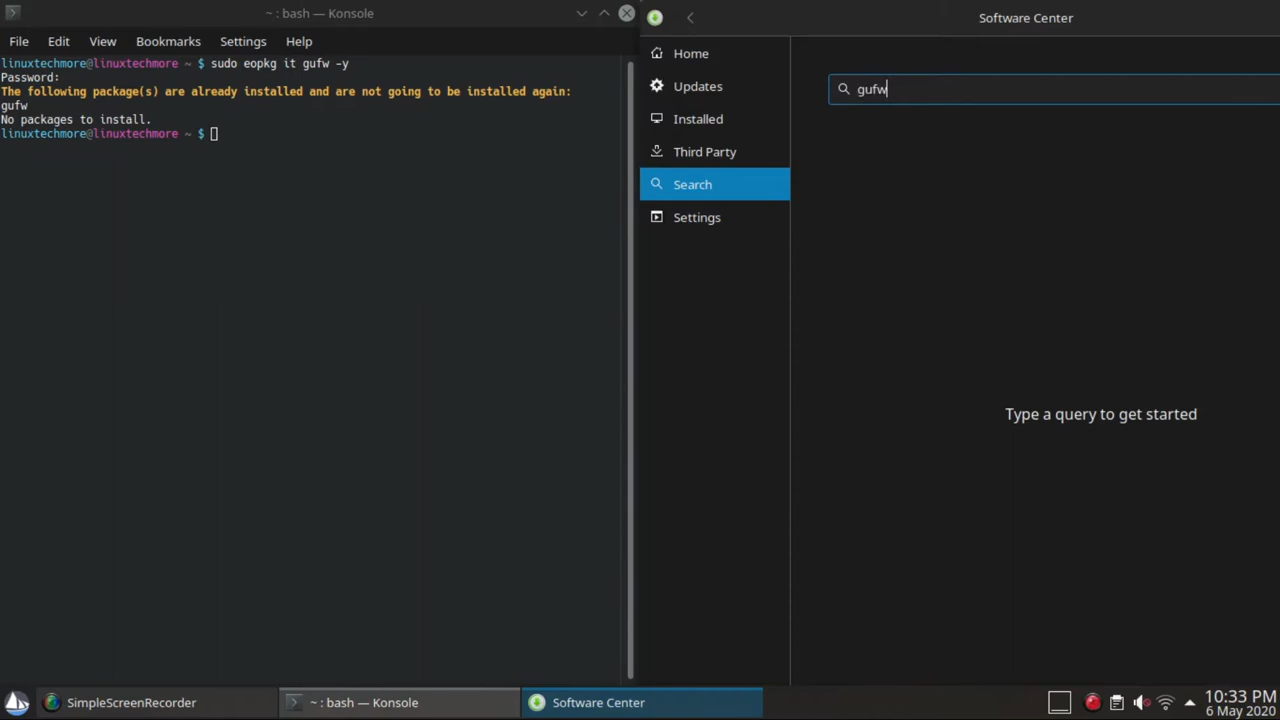 ~ : bash — Konsole
File Edit View Bookmarks Settings Help
linuxtechmore@linuxtechmore ~ $ sudo eopkg it gufw -y
Password:
The following package(s) are already installed and are not going to be installed again:
gufw
No packages to install.
linuxtechmore@linuxtechmore ~ $
Software Center
Home
Updates
Installed
Third Party
Search
Settings
gufw
Type a query to get started
SimpleScreenRecorder
~ : bash — Konsole
Software Center
10:33 PM
6 May 2020